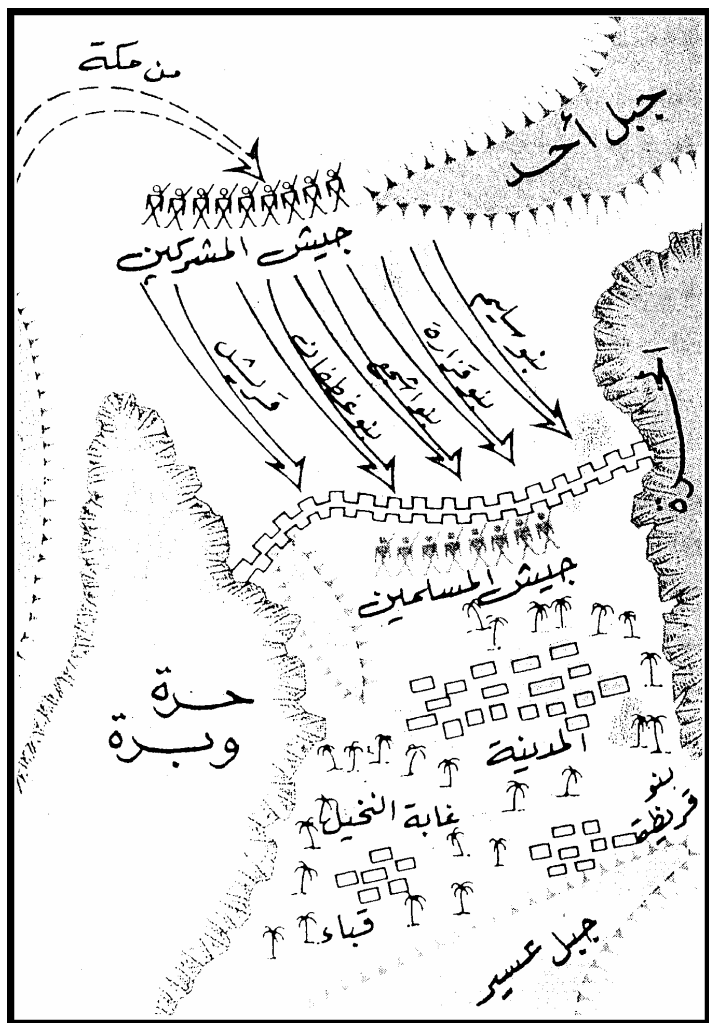 من مكة
جبل أحد
جيش المشركين
بنو سليم
بنو فزارة
بنو أشجع
بنو غطفان
قريش
الحرة
جيش المسلمين
حرة
وبرة
المدينة
بنو
قريظة
غابة النخيل
قباء
جبل عسير